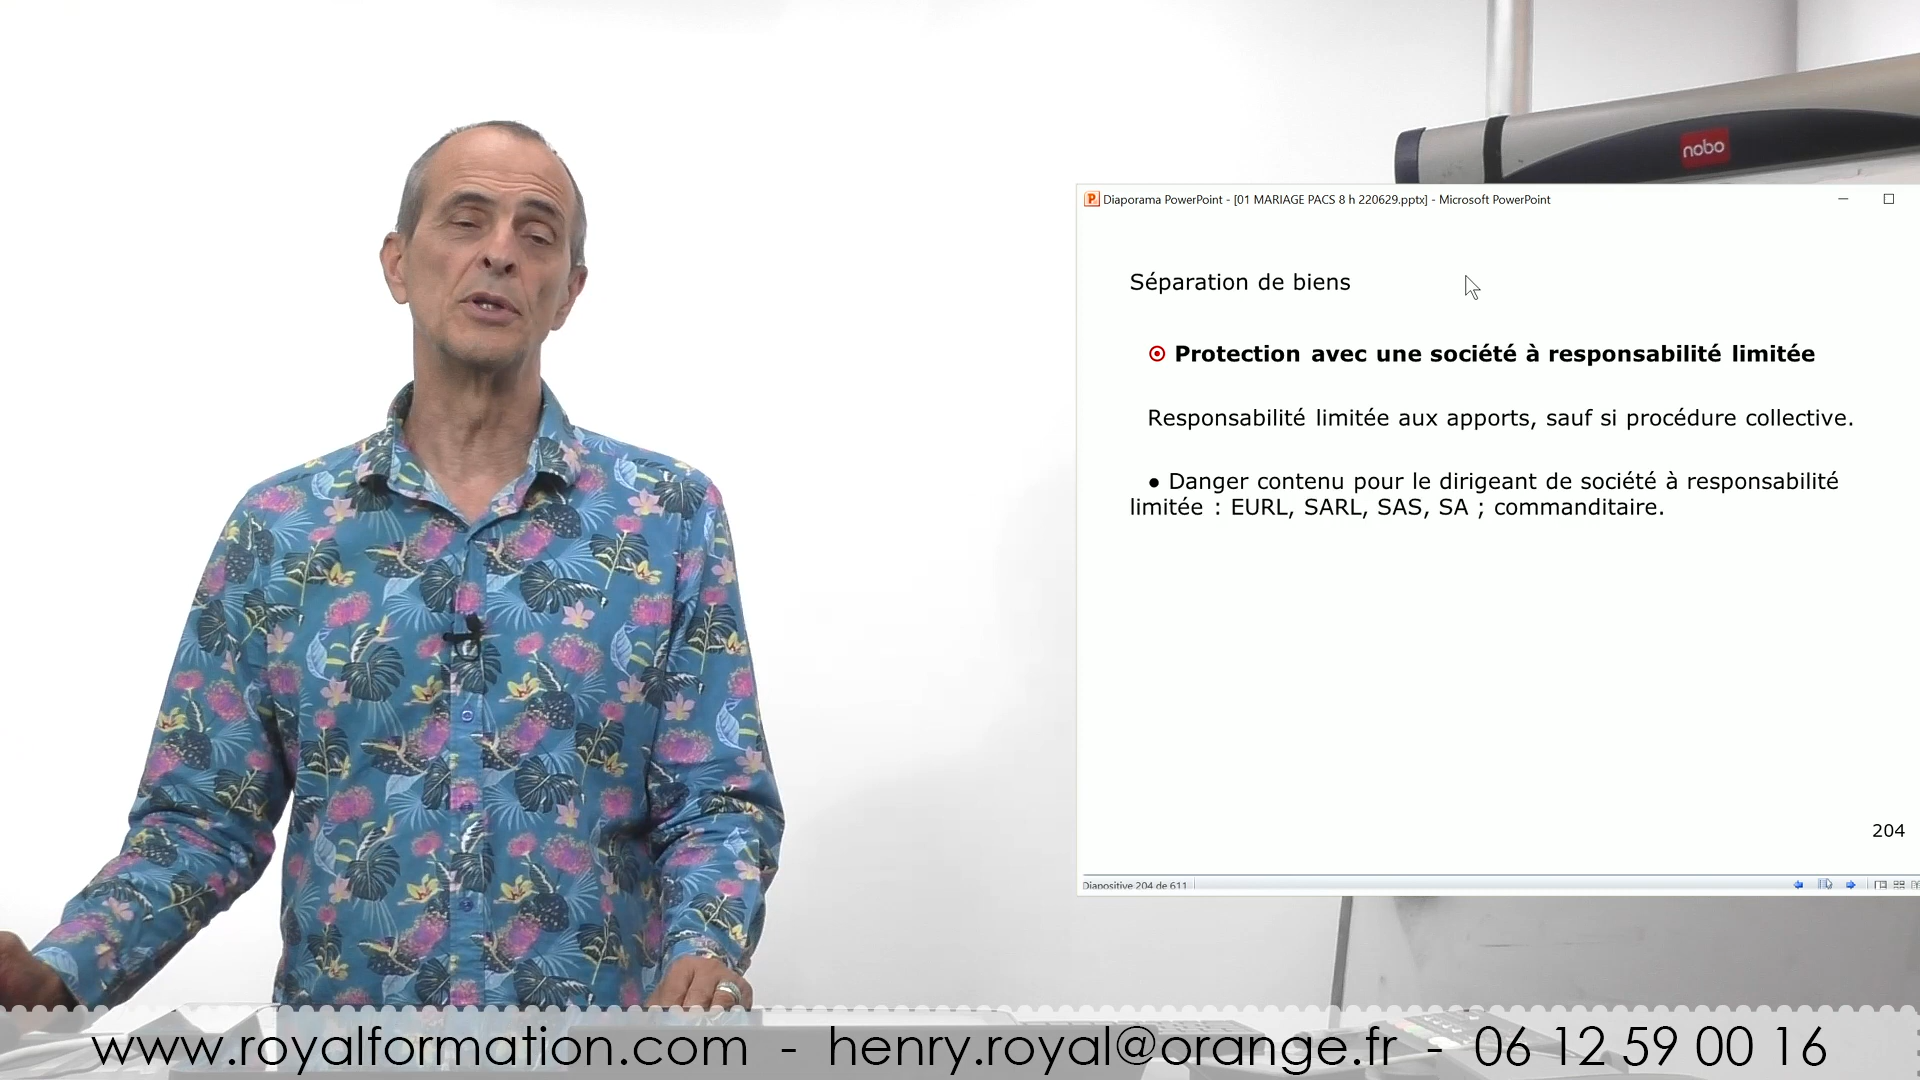 nobo
Diaporama PowerPoint - [01 MARIAGE PACS 8 h 220629.pptx] - Microsoft PowerPoint
Séparation de biens
Protection avec une société à responsabilité limitée
Responsabilité limitée aux apports, sauf si procédure collective.
● Danger contenu pour le dirigeant de société à responsabilité
limitée : EURL, SARL, SAS, SA ; commanditaire.
204
Diapositive 204 de 611
www.royalformation.com - henry.royal@orange.fr - 06 12 59 00 16